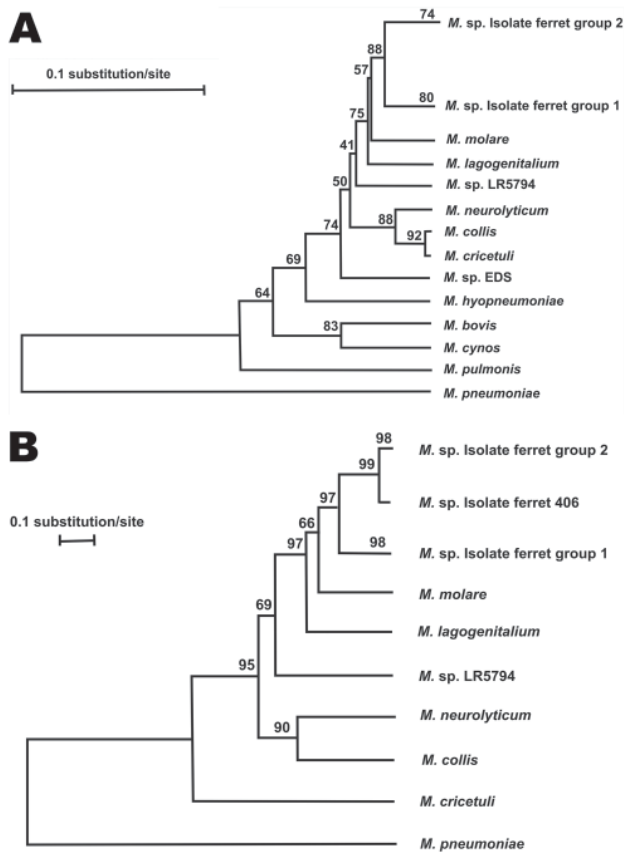 A
0.1 substitution/site
74
M. sp. Isolate ferret group 2
88
57
80
M. sp. Isolate ferret group 1
75
M. molare
41
M. lagogenitalium
50
M. sp. LR5794
88
M. neurolyticum
74
92
M. collis
M. cricetuli
69
M. sp. EDS
64
M. hyopneumoniae
83
M. bovis
M. cynos
M. pulmonis
M. pneumoniae
B
0.1 substitution/site
98
M. sp. Isolate ferret group 2
99
M. sp. Isolate ferret 406
97
98
M. sp. Isolate ferret group 1
66
97
M. molare
69
M. lagogenitalium
95
M. sp. LR5794
90
M. neurolyticum
M. collis
M. cricetuli
M. pneumoniae